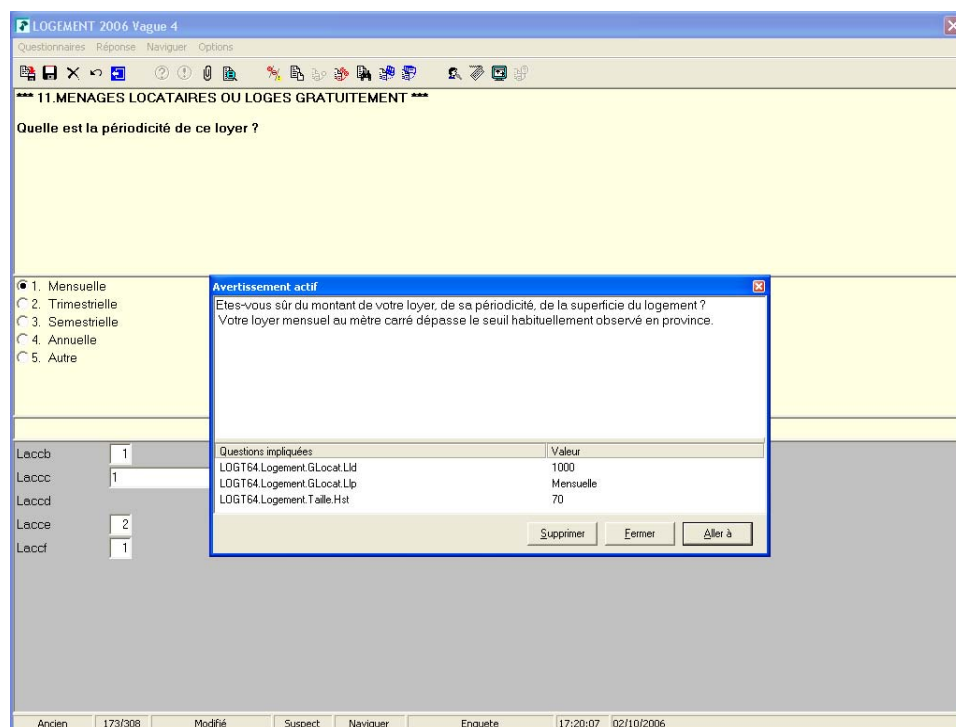 LOGEMENT 2006 Vague 4
Questionnaires Réponse Naviguer Options
*** 11.MENAGES LOCATAIRES OU LOGES GRATUITEMENT ***
Quelle est la périodicité de ce loyer ?
1. Mensuelle
2. Trimestrielle
3. Semestrielle
4. Annuelle
5. Autre
Avertissement actif
Etes-vous sûr du montant de votre loyer, de sa périodicité, de la superficie du logement ?
Votre loyer mensuel au mètre carré dépasse le seuil habituellement observé en province.
Questions impliquées Valeur
LOGT64.Logement.GLocat.Lld 1000
LOGT64.Logement.GLocat.Llp Mensuelle
LOGT64.Logement.Taille.Hst 70
Supprimer Fermer Aller à
Laccb 1
Laccc 1
Laccd
Lacce 2
Laccf 1
Ancien 173/308 Modifié Suspect Naviguer Enquete 17:20:07 02/10/2006